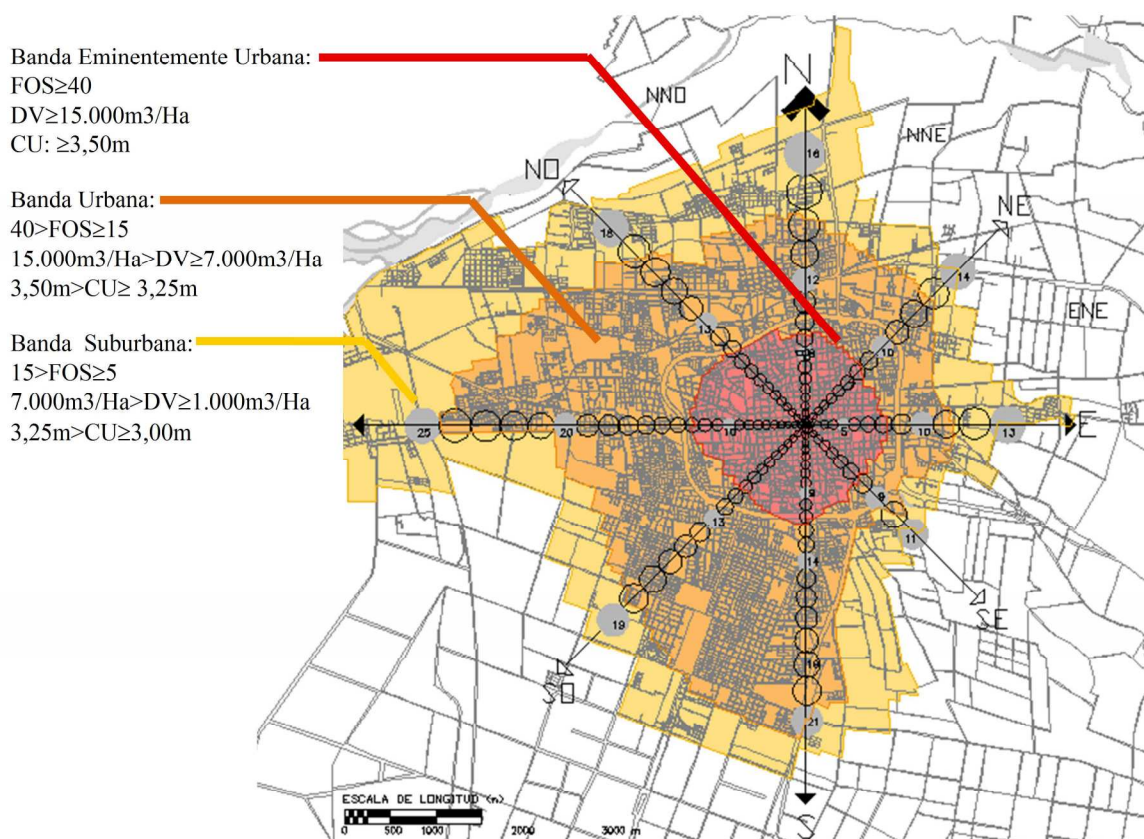 Banda Eminentemente Urbana:
FOS≥40
DV≥15.000m3/Ha
CU: ≥3,50m
Banda Urbana:
40>FOS≥15
15.000m3/Ha>DV≥7.000m3/Ha
3,50m>CU≥ 3,25m
Banda Suburbana:
15>FOS≥5
7.000m3/Ha>DV≥1.000m3/Ha
3,25m>CU≥3,00m
N
NNO
NNE
16
NO
NE
18
14
12
ENE
13
10
25
20
10
5
10
13
E
9
9
13
11
14
19
SE
SO
21
S
ESCALA DE LONGITUD (m)
0 500 1000 2000 3000 m